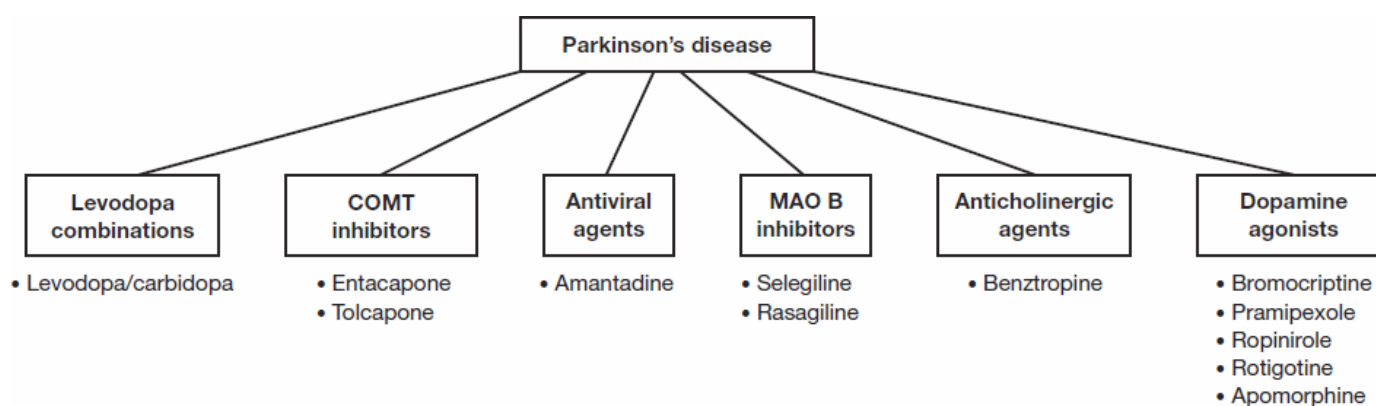 Parkinson's disease
Levodopa
combinations
• Levodopa/carbidopa
COMT
inhibitors
• Entacapone
• Tolcapone
Antiviral
agents
• Amantadine
MAO B
inhibitors
• Selegiline
• Rasagiline
Anticholinergic
agents
• Benztropine
Dopamine
agonists
• Bromocriptine
• Pramipexole
• Ropinirole
• Rotigotine
• Apomorphine